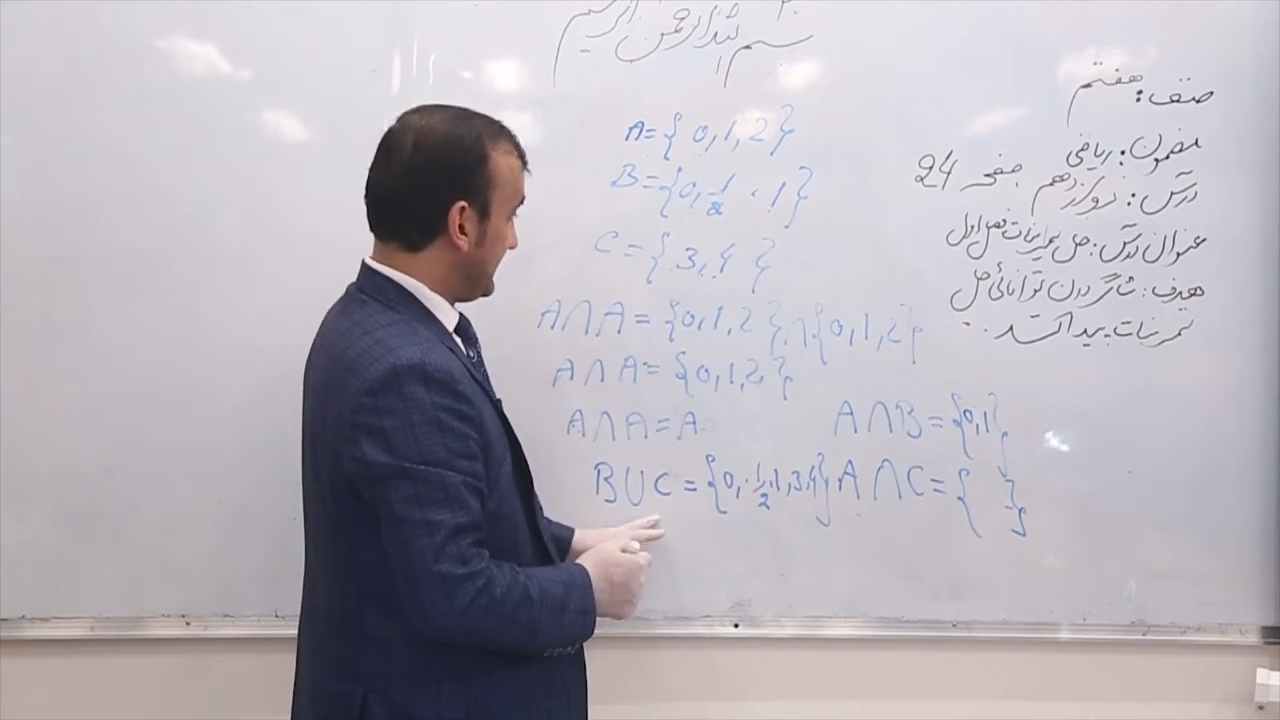 بسم الله الرحمن الرحیم
صنف: هفتم
مضمون: ریاضی
درس: نوزدهم صفحه 24
عنوان درس: حل تمرینات فصل اول
هدف: شاگردان توانائی حل
تمرینات پیدا کنند...
A={0,1,2}
B={0,1/2,1}
C={3,4}
A∩A={0,1,2}∩{0,1,2}
A∩A={0,1,2}
A∩A=A
A∩B={0,1}
B∪C={0,1/2,1,3,4}
A∩C={ }